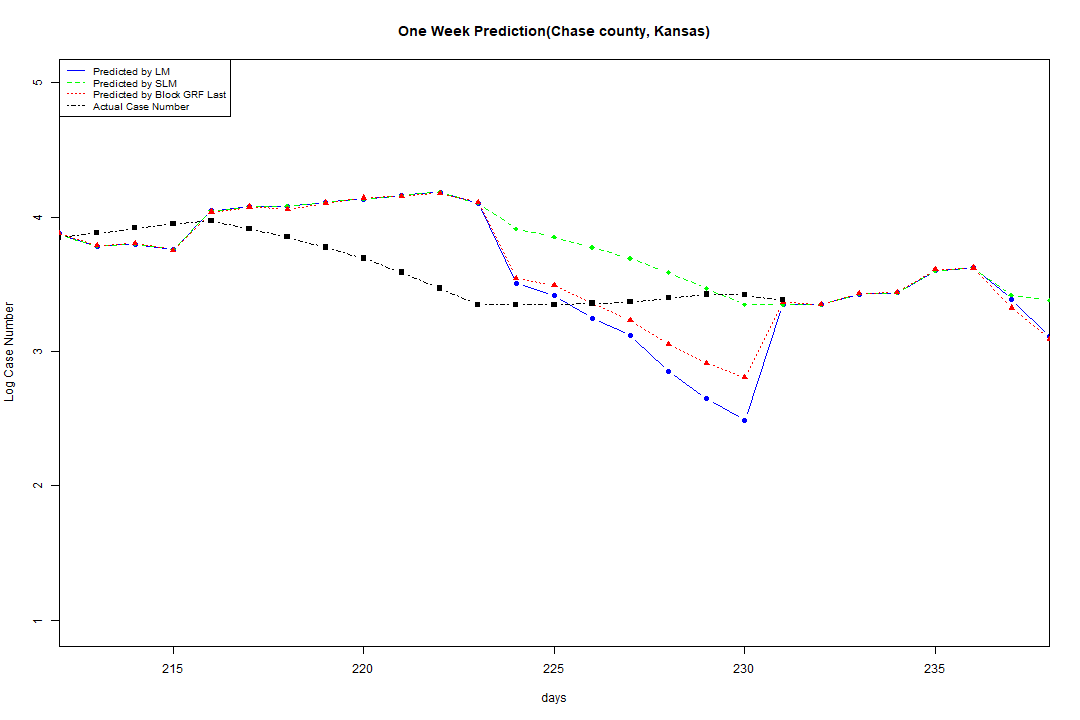 One Week Prediction(Chase county, Kansas)
Predicted by LM
Predicted by SLM
Predicted by Block GRF Last
Actual Case Number
5
4
3
2
1
Log Case Number
215 220 225 230 235
days